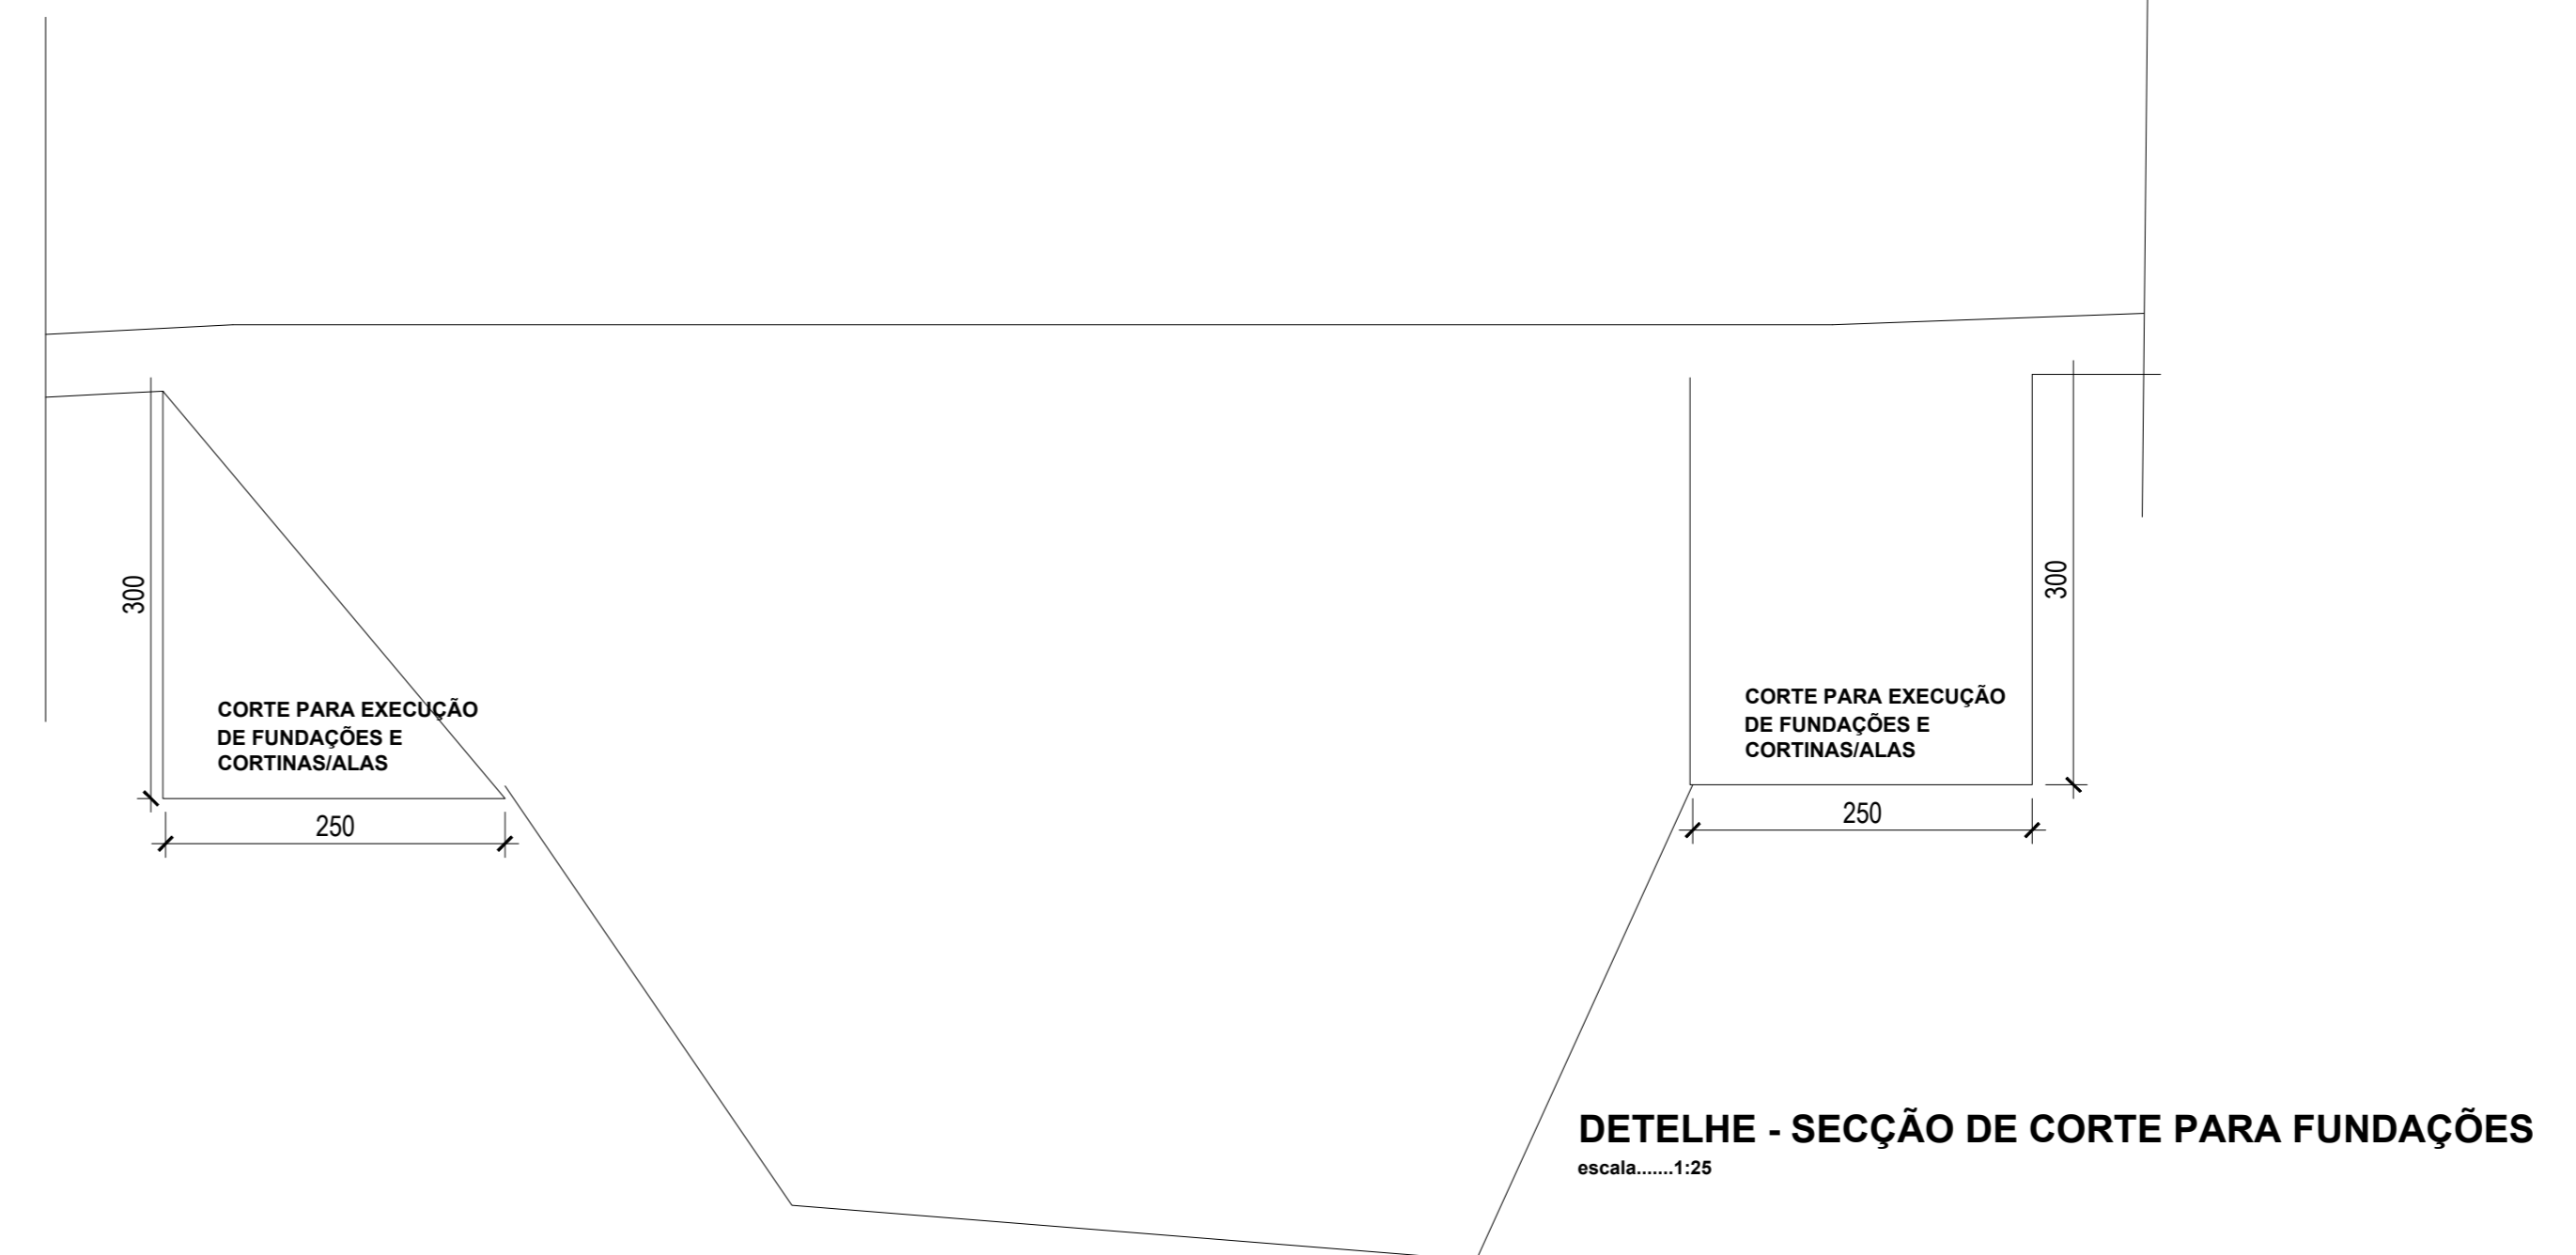 300
CORTE PARA EXECUÇÃO
DE FUNDAÇÕES E
CORTINAS/ALAS
250
300
CORTE PARA EXECUÇÃO
DE FUNDAÇÕES E
CORTINAS/ALAS
250
DETELHE - SECÇÃO DE CORTE PARA FUNDAÇÕES
escala.......1:25